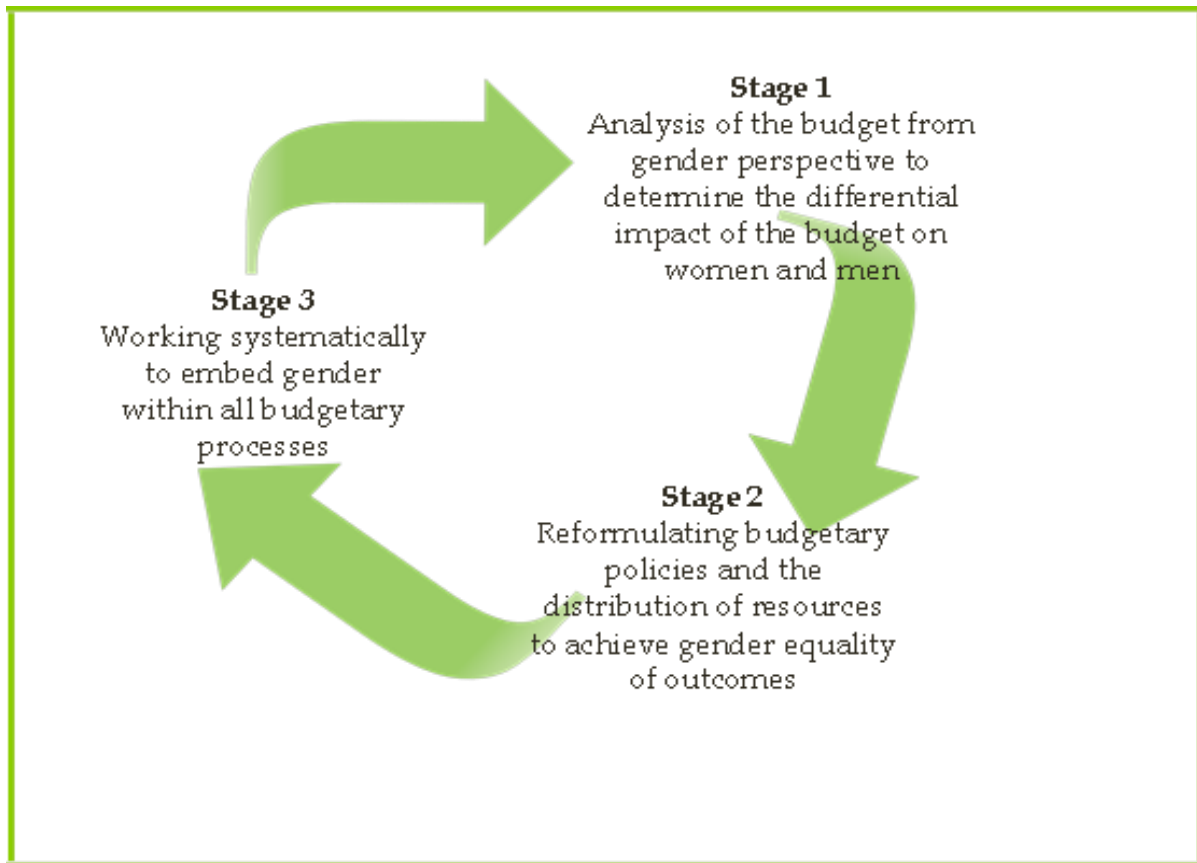 Stage 1
Analysis of the budget from
gender perspective to
determine the differential
impact of the budget on
women and men
Stage 2
Reformulating budgetary
policies and the
distribution of resources
to achieve gender equality
of outcomes
Stage 3
Working systematically
to embed gender
within all budgetary
processes